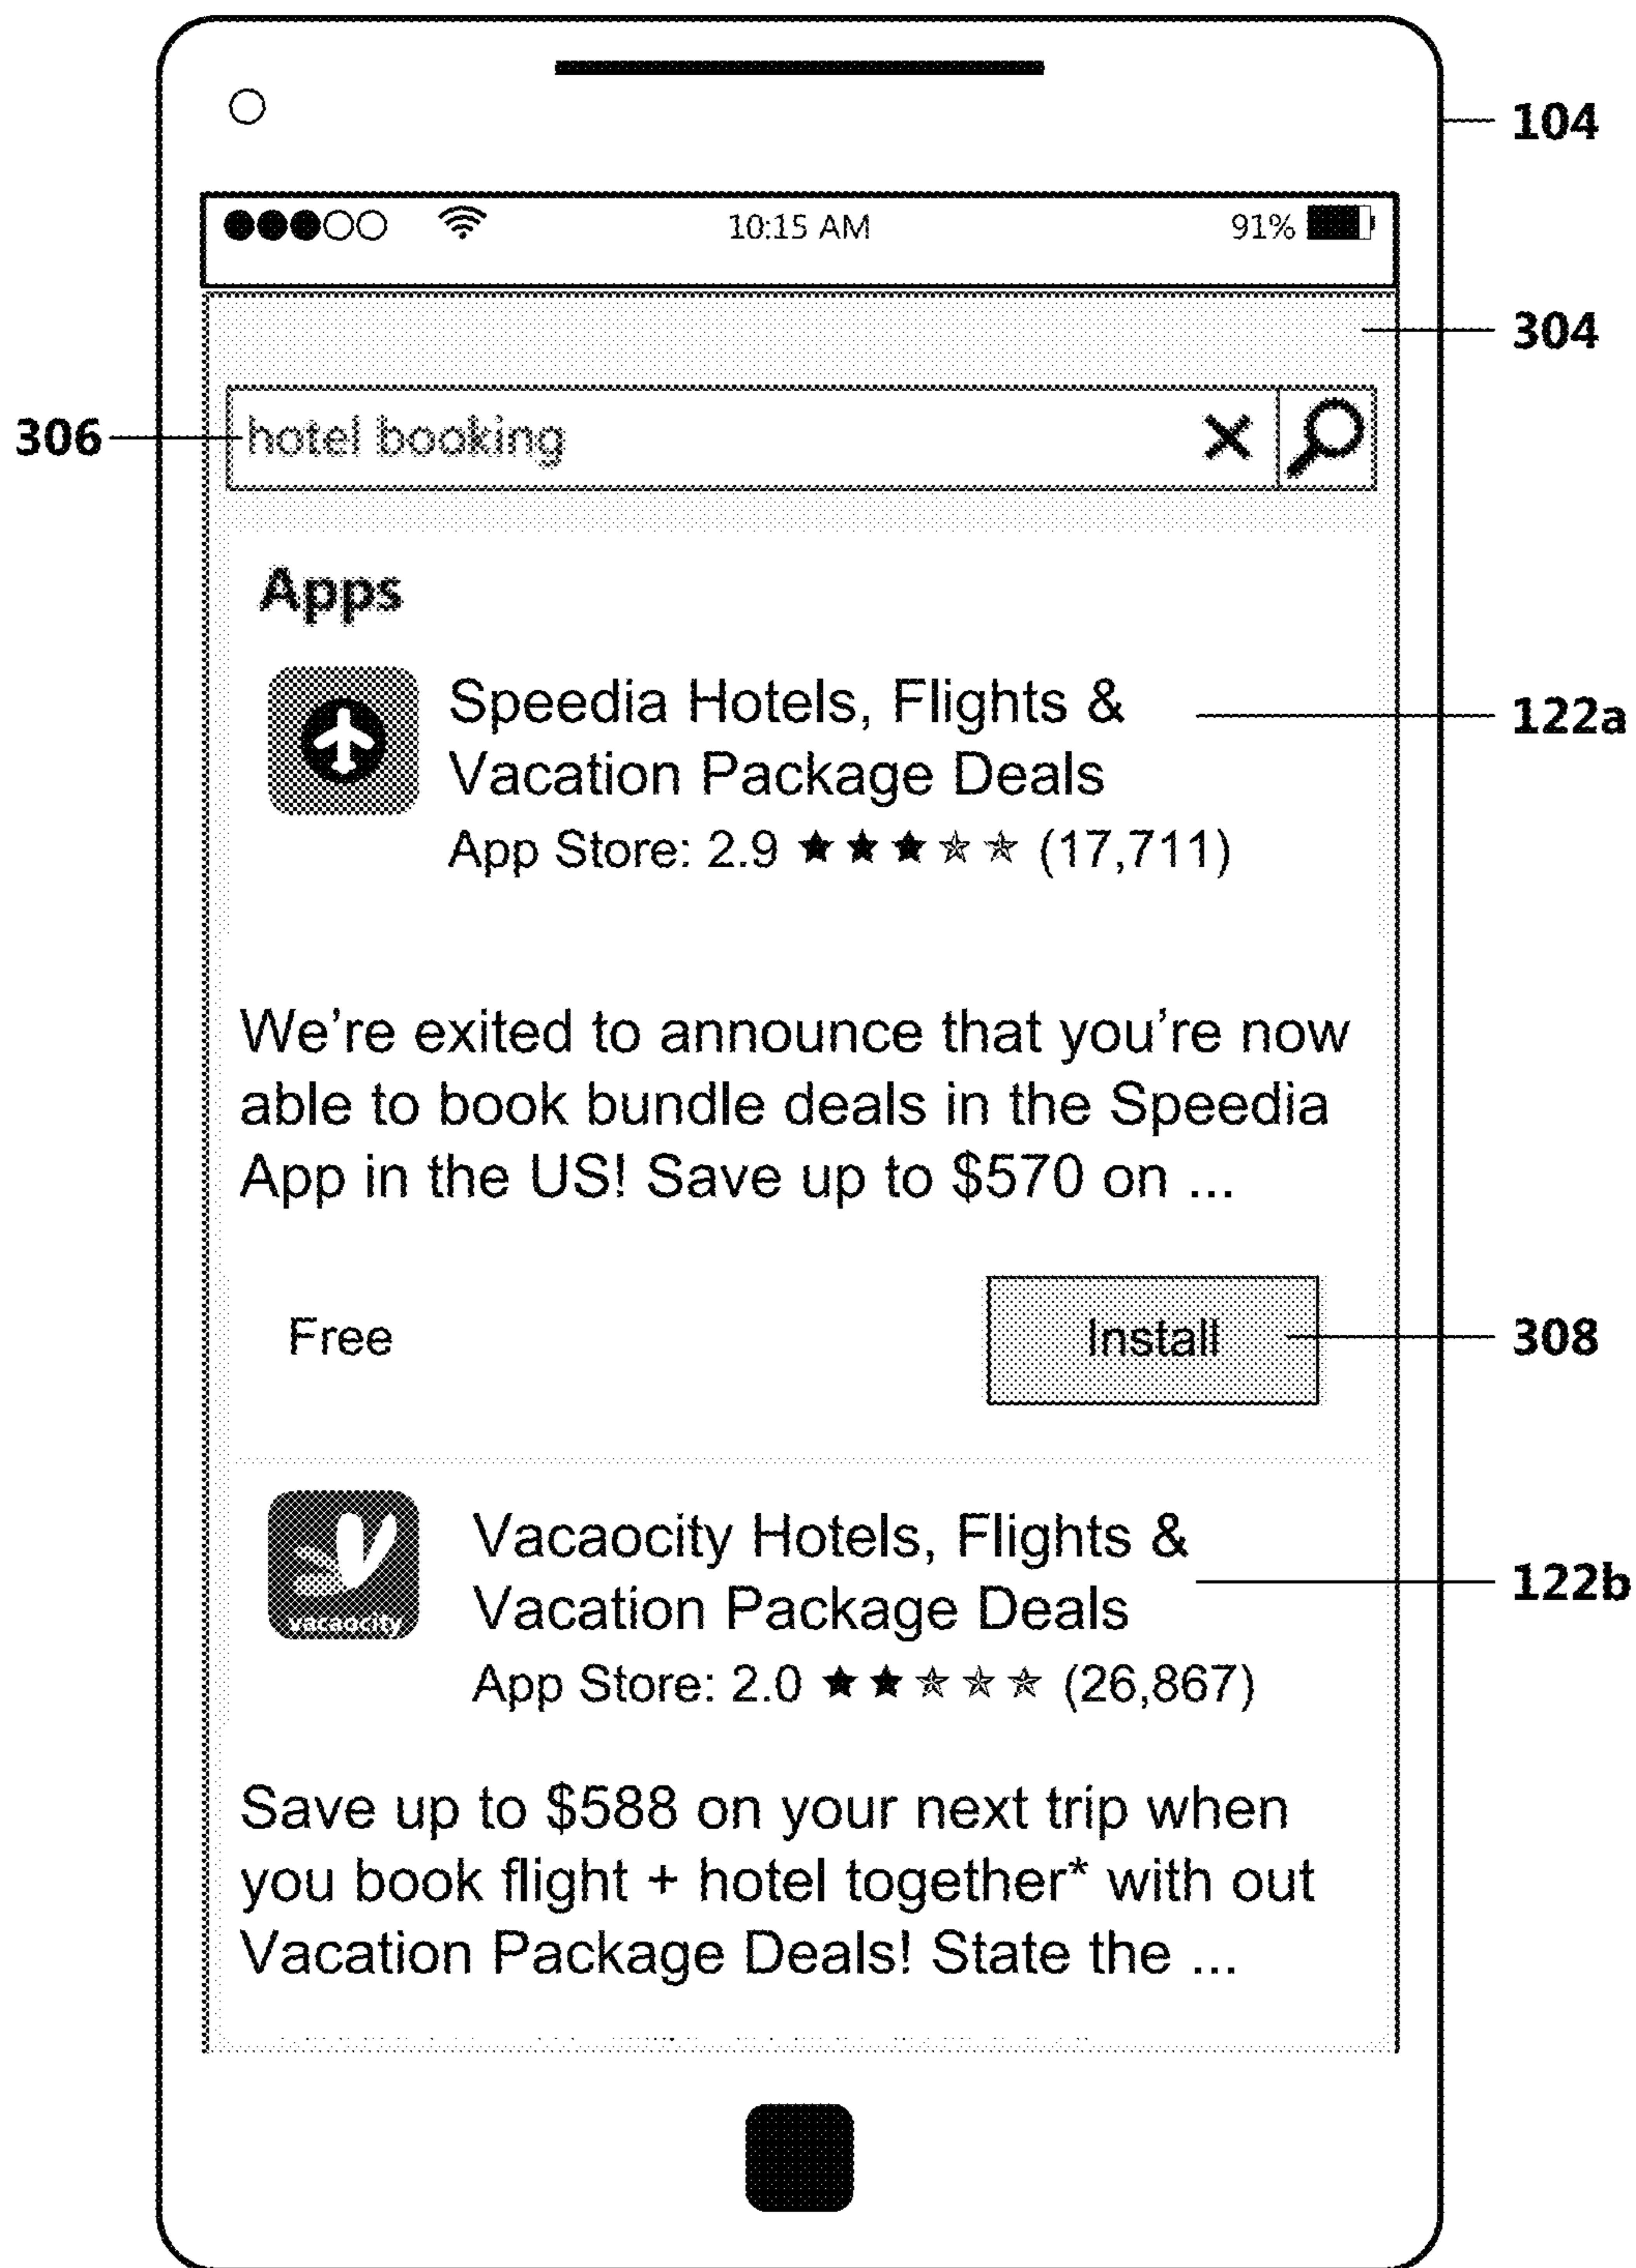 104
10:15 AM 91%
304
306 hotel booking
Apps
Speedia Hotels, Flights &
122a
Vacation Package Deals
App Store: 2.9 ★★★☆☆ (17,711)
We're exited to announce that you're now
able to book bundle deals in the Speedia
App in the US! Save up to $570 on ...
Free Install 308
Vacaocity Hotels, Flights &
122b
Vacation Package Deals
vacaocity
App Store: 2.0 ★★☆☆☆ (26,867)
Save up to $588 on your next trip when
you book flight + hotel together* with out
Vacation Package Deals! State the ...